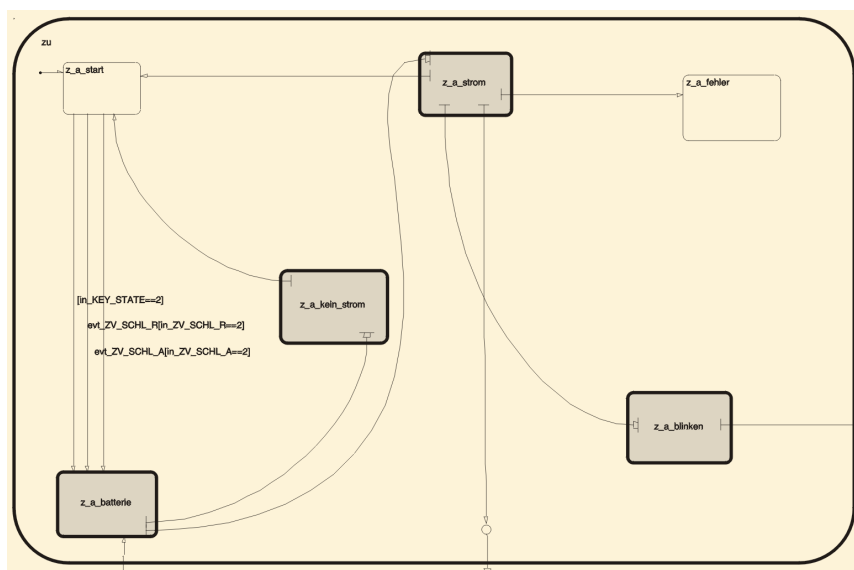 zu
z_a_start
z_a_strom
z_a_fehler
z_a_kein_strom
[in_KEY_STATE==2]
evt_ZV_SCHL_R[in_ZV_SCHL_R==2]
evt_ZV_SCHL_A[in_ZV_SCHL_A==2]
z_a_blinken
z_a_batterie